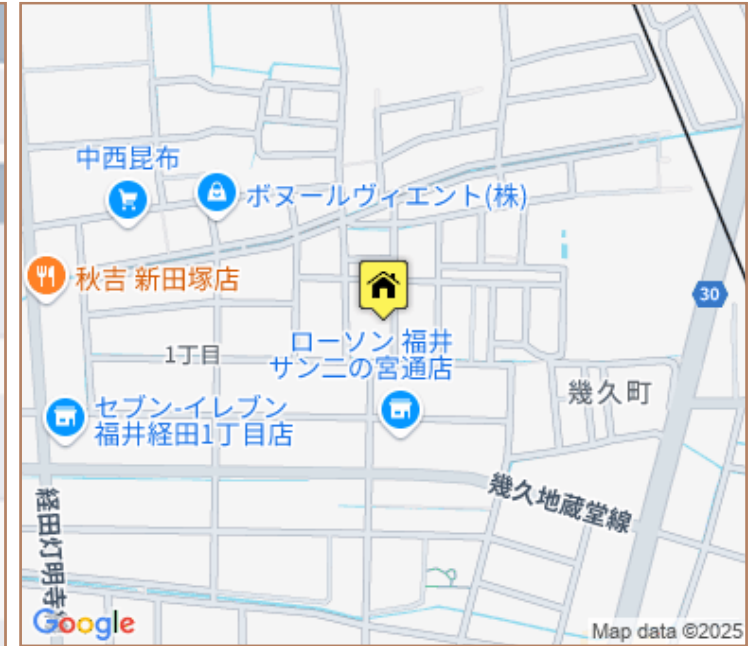 中西昆布
ボヌールヴィエント(株)
秋吉 新田塚店
30
ローソン 福井
サン二の宮通店
1丁目
幾久町
セブン-イレブン
福井経田1丁目店
幾久地蔵堂線
経田灯明寺
Google
Map data ©2025